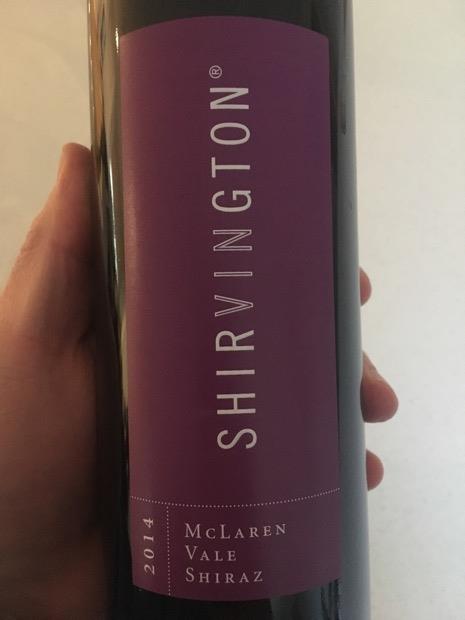 SHIRVINGTON®
2014
McLaren
Vale
Shiraz